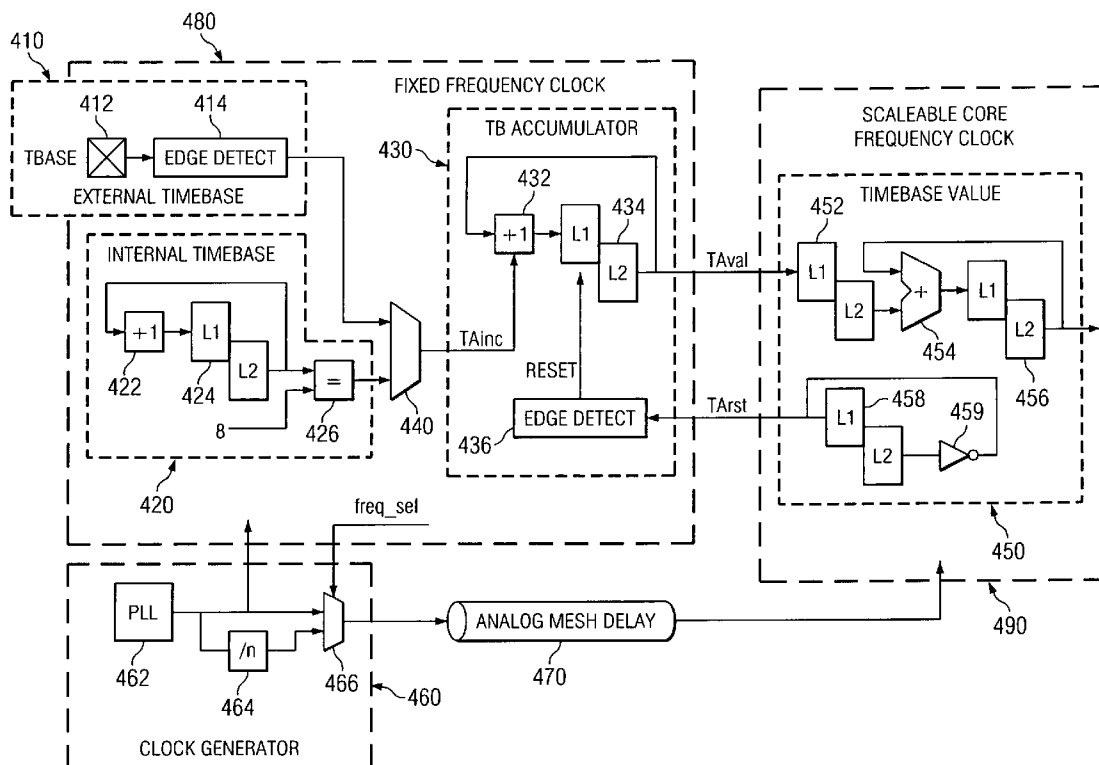 480
410
FIXED FREQUENCY CLOCK
412
414
TBASE
EDGE DETECT
EXTERNAL TIMEBASE
TB ACCUMULATOR
430
432
434
+1
L1
L2
RESET
EDGE DETECT
436
INTERNAL TIMEBASE
+1
L1
L2
422
424
=
8
426
440
TAinc
420
TAval
TArst
SCALEABLE CORE
FREQUENCY CLOCK
TIMEBASE VALUE
452
L1
L2
+
454
L1
L2
456
458
459
L1
L2
450
490
freq_sel
PLL
462
/n
464
466
460
CLOCK GENERATOR
ANALOG MESH DELAY
470